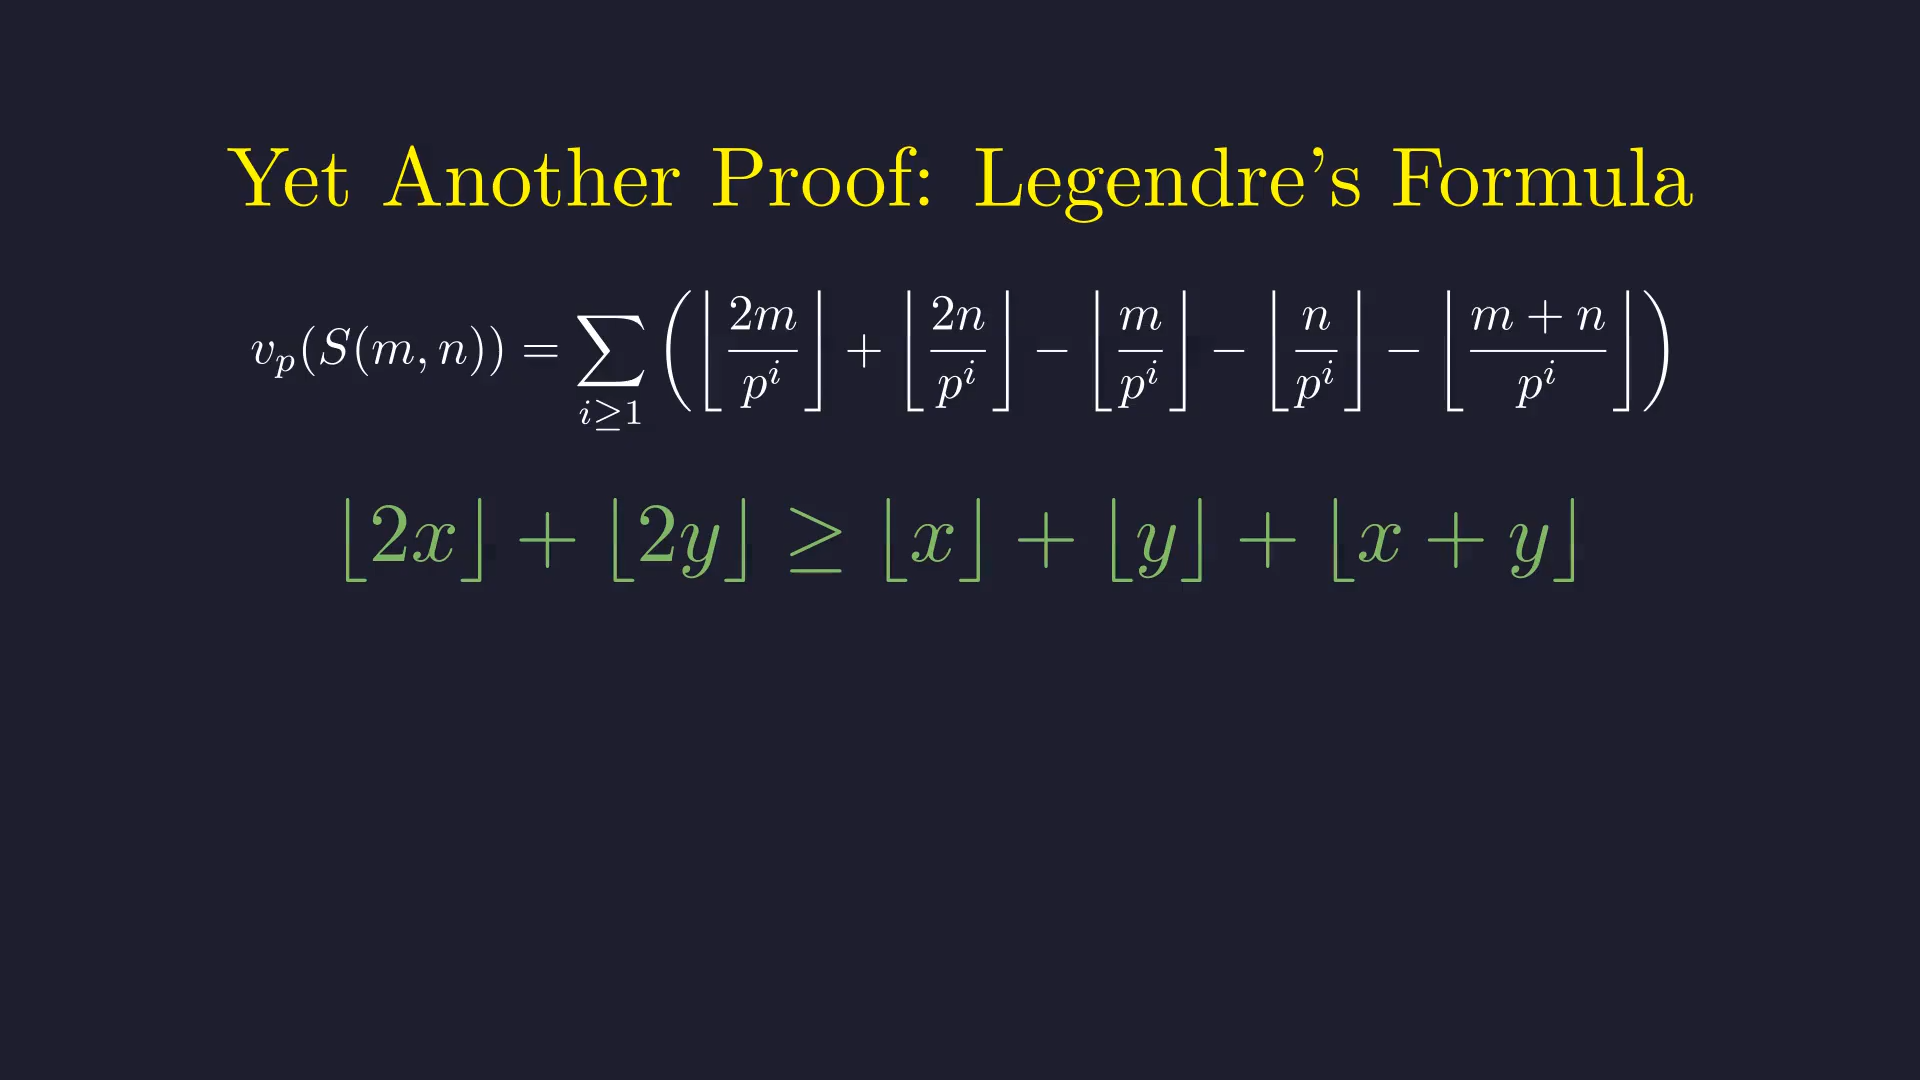 Yet Another Proof: Legendre's Formula
$v_p(S(m,n)) = \sum_{i \geq 1} \left( \left\lfloor \frac{2m}{p^i} \right\rfloor + \left\lfloor \frac{2n}{p^i} \right\rfloor - \left\lfloor \frac{m}{p^i} \right\rfloor - \left\lfloor \frac{n}{p^i} \right\rfloor - \left\lfloor \frac{m+n}{p^i} \right\rfloor \right)$
$\lfloor 2x \rfloor + \lfloor 2y \rfloor \geq \lfloor x \rfloor + \lfloor y \rfloor + \lfloor x + y \rfloor$